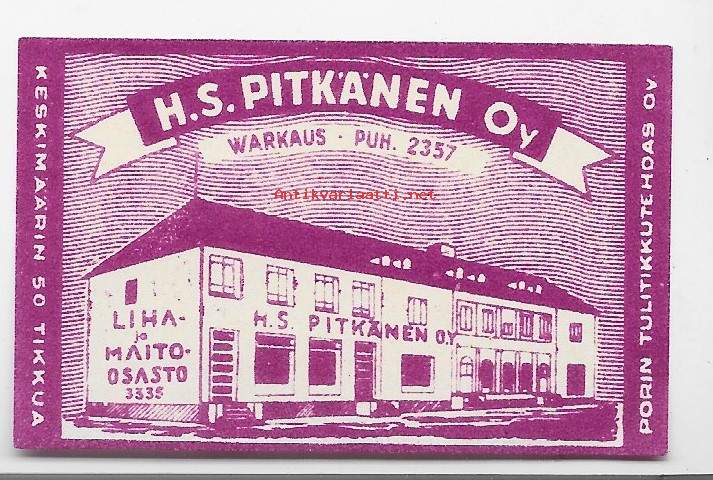 H.S. PITKÄNEN Oy
WARKAUS · PUH. 2357
Antikvariaatti.net
KESKIMÄÄRIN 50 TIKKUA
LIHA-
ja
MAITO-
OSASTO
3335
H. S. PITKÄNEN O.Y.
PORIN TULITIKKUTEHDAS OY.